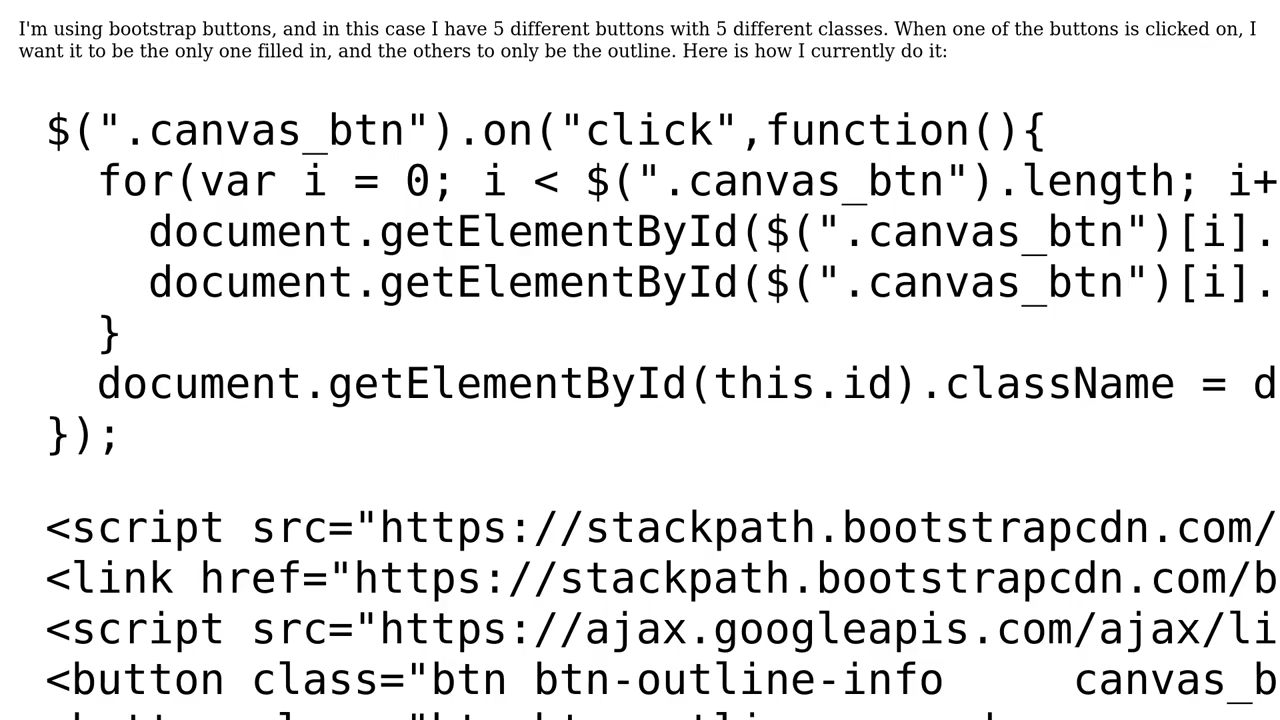 I'm using bootstrap buttons, and in this case I have 5 different buttons with 5 different classes. When one of the buttons is clicked on, I
want it to be the only one filled in, and the others to only be the outline. Here is how I currently do it:
$(".canvas_btn").on("click",function(){
  for(var i = 0; i < $(".canvas_btn").length; i+
    document.getElementById($(".canvas_btn")[i].
    document.getElementById($(".canvas_btn")[i].
  }
  document.getElementById(this.id).className = d
});
<script src="https://stackpath.bootstrapcdn.com/
<link href="https://stackpath.bootstrapcdn.com/b
<script src="https://ajax.googleapis.com/ajax/li
<button class="btn btn-outline-info     canvas_b